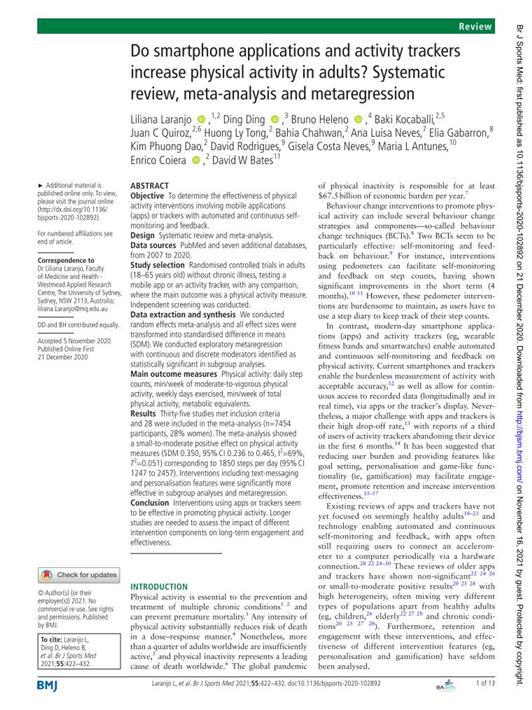 Review
Do smartphone applications and activity trackers
increase physical activity in adults? Systematic
review, meta-analysis and metaregression
Liliana Laranjo ,1,2 Ding Ding ,3 Bruno Heleno ,4 Baki Kocaballi,2,5
Juan C Quiroz,2,6 Huong Ly Tong,2 Bahia Chahwan,2 Ana Luisa Neves,7 Elia Gabarron,8
Kim Phuong Dao,2 David Rodrigues,9 Gisela Costa Neves,9 Maria L Antunes,10
Enrico Coiera ,2 David W Bates11
► Additional material is
published online only. To view,
please visit the journal online
(http://dx.doi.org/10.1136/
bjsports-2020-102892).
For numbered affiliations see
end of article.
Correspondence to
Dr Liliana Laranjo, Faculty
of Medicine and Health -
Westmead Applied Research
Centre, The University of Sydney,
Sydney, NSW 2113, Australia;
liliana.laranjo@mq.edu.au
DD and BH contributed equally.
Accepted 5 November 2020
Published Online First
21 December 2020
Check for updates
© Author(s) (or their
employer(s)) 2021. No
commercial re-use. See rights
and permissions. Published
by BMJ.
To cite: Laranjo L,
Ding D, Heleno B,
et al. Br J Sports Med
2021;55:422–432.
ABSTRACT
Objective To determine the effectiveness of physical
activity interventions involving mobile applications
(apps) or trackers with automated and continuous self-
monitoring and feedback.
Design Systematic review and meta-analysis.
Data sources PubMed and seven additional databases,
from 2007 to 2020.
Study selection Randomised controlled trials in adults
(18–65 years old) without chronic illness, testing a
mobile app or an activity tracker, with any comparison,
where the main outcome was a physical activity measure.
Independent screening was conducted.
Data extraction and synthesis We conducted
random effects meta-analysis and all effect sizes were
transformed into standardised difference in means
(SDM). We conducted exploratory metaregression
with continuous and discrete moderators identified as
statistically significant in subgroup analyses.
Main outcome measures Physical activity: daily step
counts, min/week of moderate-to-vigorous physical
activity, weekly days exercised, min/week of total
physical activity, metabolic equivalents.
Results Thirty-five studies met inclusion criteria
and 28 were included in the meta-analysis (n=7454
participants, 28% women). The meta-analysis showed
a small-to-moderate positive effect on physical activity
(SDM 0.350, 95% CI 0.236 to 0.465, I2=69%,
T2=0.051) corresponding to 1850 steps per day (95% CI
1247 to 2457). Interventions including text-messaging
and personalisation features were significantly more
effective in subgroup analyses and metaregression.
Conclusion Interventions using apps or trackers seem
to be effective in promoting physical activity. Longer
studies are needed to assess the impact of different
intervention components on long-term engagement and
effectiveness.
INTRODUCTION
Physical activity is essential to the prevention and
treatment of multiple chronic conditions1 2 and
can prevent premature mortality.3 Any intensity of
physical activity substantially reduces risk of death
in a dose–response manner.4 Nonetheless, more
than a quarter of adults worldwide are insufficiently
active,5 and physical inactivity represents a leading
cause of death worldwide.6 The global pandemic
of physical inactivity is responsible for at least
$67.5 billion of economic burden per year.7
Behaviour change interventions to promote phys-
ical activity can include several behaviour change
strategies and components—so-called behaviour
change techniques (BCTs).8 Two BCTs seem to be
particularly effective: self-monitoring and feed-
back on behaviour.9 For instance, interventions
using pedometers can facilitate self-monitoring
and feedback on step counts, having shown
significant improvements in the short term (4
months).10 11 However, these pedometer interven-
tions are burdensome to maintain, as users have to
use a step diary to keep track of their step counts.
In contrast, modern-day smartphone applica-
tions (apps) and activity trackers (eg, wearable
fitness bands and smartwatches) enable automated
and continuous self-monitoring and feedback on
physical activity. Current smartphones and trackers
enable the burdenless measurement of activity with
acceptable accuracy,12 as well as allow for contin-
uous access to recorded data (longitudinally and in
real time), via apps or the tracker's display. Never-
theless, a major challenge with apps and trackers is
their high drop-off rate,13 with reports of a third
of users of activity trackers abandoning their device
in the first 6 months.14 It has been suggested that
reducing user burden and providing features like
goal setting, personalisation and game-like func-
tionality (ie, gamification) may facilitate engage-
ment, promote retention and increase intervention
effectiveness.15–17
Existing reviews of apps and trackers have not
yet focused on seemingly healthy adults18–23 and
technology enabling automated and continuous
self-monitoring and feedback, with apps often
still requiring users to connect an accelerom-
eter to a computer periodically via a hardware
connection.20 22 24–30 These reviews of older apps
and trackers have shown non-significant22 24 26
or small-to-moderate positive results20 25 28 with
high heterogeneity, often mixing very different
types of populations apart from healthy adults
(eg, children,26 elderly22 27 28 and chronic condi-
tions20 25 27 28). Furthermore, retention and
engagement with these interventions, and effec-
tiveness of different intervention features (eg,
personalisation and gamification) have seldom
been analysed.
BMJ
Laranjo L, et al. Br J Sports Med 2021;55:422–432. doi:10.1136/bjsports-2020-102892
1 of 13
Br J Sports Med: first published as 10.1136/bjsports-2020-102892 on 21 December 2020. Downloaded from http://bjsm.bmj.com/ on November 16, 2021 by guest. Protected by copyright.